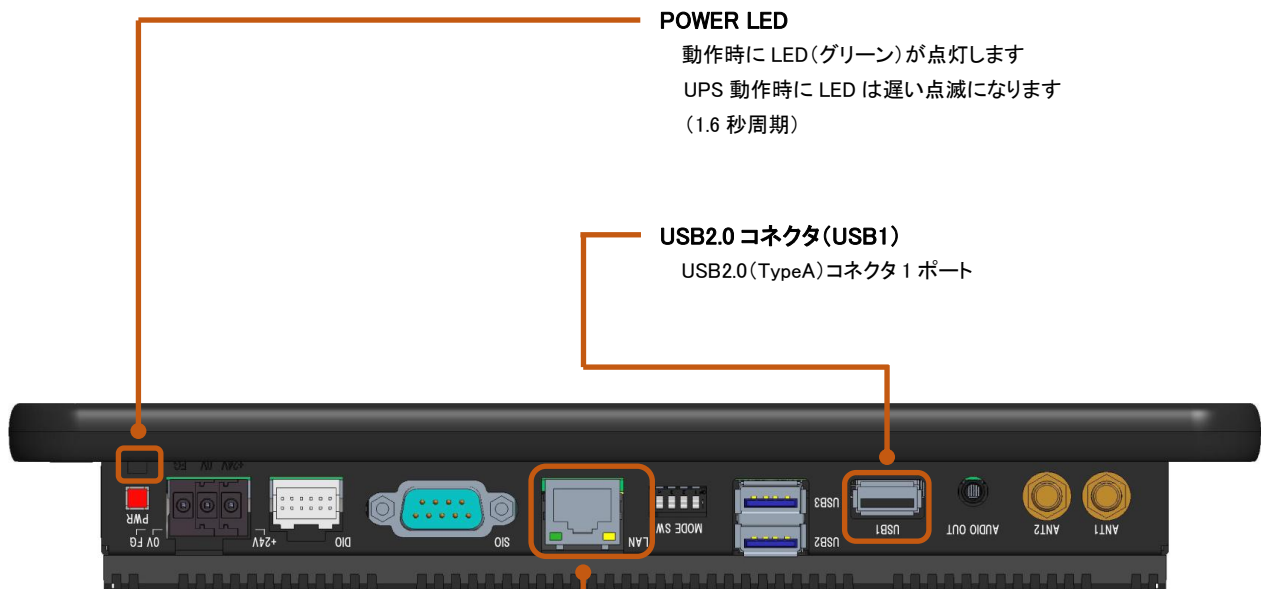 POWER LED
動作時に LED(グリーン)が点灯します
UPS 動作時に LED は遅い点滅になります
(1.6 秒周期)
USB2.0 コネクタ(USB1)
USB2.0(TypeA)コネクタ 1 ポート
FG 0V +24V
PWR
0V FG
+24V
DIO
SIO
LAN
MODE SW
USB3
USB2
USB1
AUDIO OUT
ANT2
ANT1